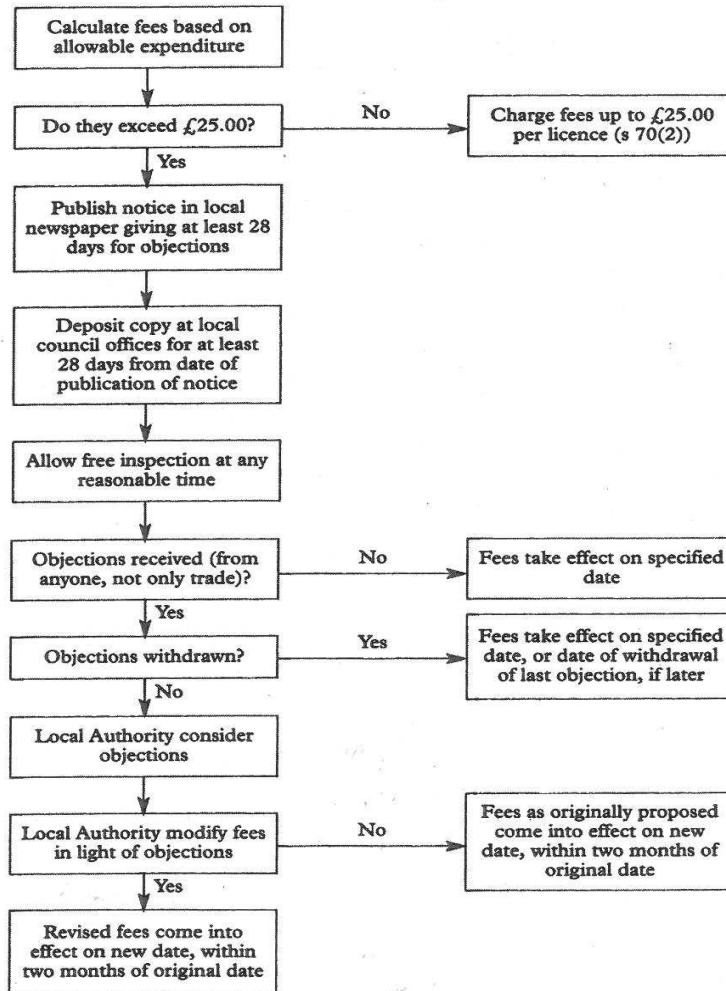 Calculate fees based on
allowable expenditure
Do they exceed £25.00?
No
Charge fees up to £25.00
per licence (s 70(2))
Yes
Publish notice in local
newspaper giving at least 28
days for objections
Deposit copy at local
council offices for at least
28 days from date of
publication of notice
Allow free inspection at any
reasonable time
Objections received (from
anyone, not only trade)?
No
Fees take effect on specified
date
Yes
Objections withdrawn?
Yes
Fees take effect on specified
date, or date of withdrawal
of last objection, if later
No
Local Authority consider
objections
Local Authority modify fees
in light of objections
No
Fees as originally proposed
come into effect on new
date, within two months of
original date
Yes
Revised fees come into
effect on new date, within
two months of original date